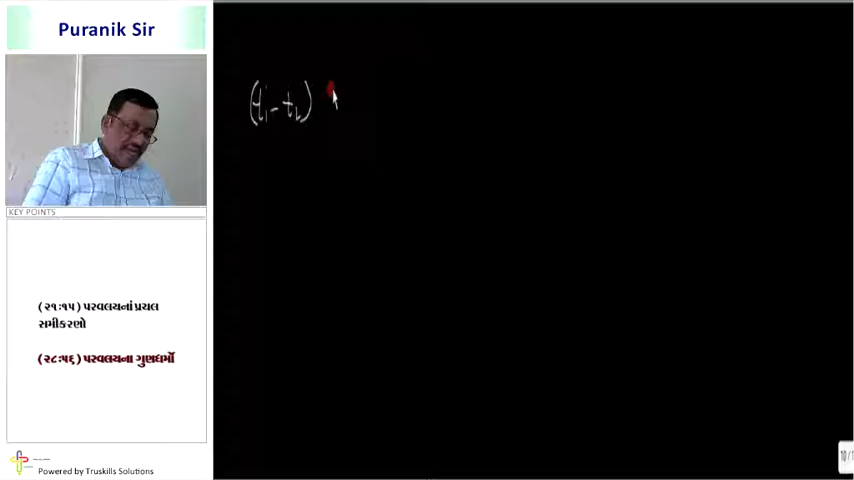 Puranik Sir
(t₁ - t₂)
KEY POINTS
(૨૧:૧૫) પરવલયનાં પ્રચલ
સમીકરણો
(૨૮:૫૬) પરવલયના ગુણધર્મો
Powered by Truskills Solutions